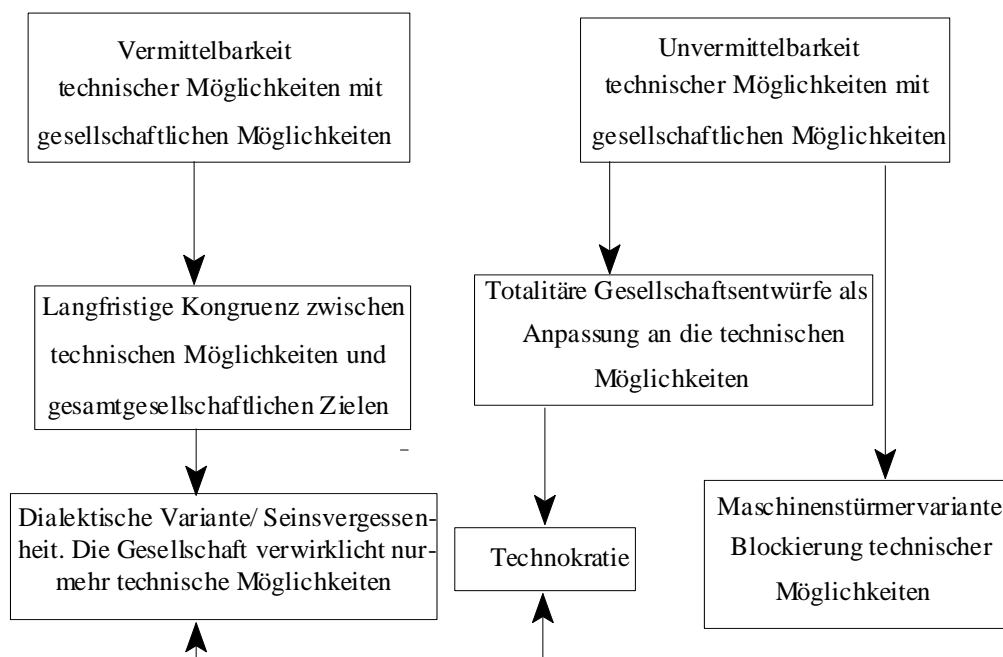 Vermittelbarkeit
technischer Möglichkeiten mit
gesellschaftlichen Möglichkeiten
Unvermittelbarkeit
technischer Möglichkeiten mit
gesellschaftlichen Möglichkeiten
Langfristige Kongruenz zwischen
technischen Möglichkeiten und
gesamtgesellschaftlichen Zielen
Totalitäre Gesellschaftsentwürfe als
Anpassung an die technischen
Möglichkeiten
Dialektische Variante/ Seinsvergessen-
heit. Die Gesellschaft verwirklicht nur-
mehr technische Möglichkeiten
Technokratie
Maschinenstürmervariante
Blockierung technischer
Möglichkeiten